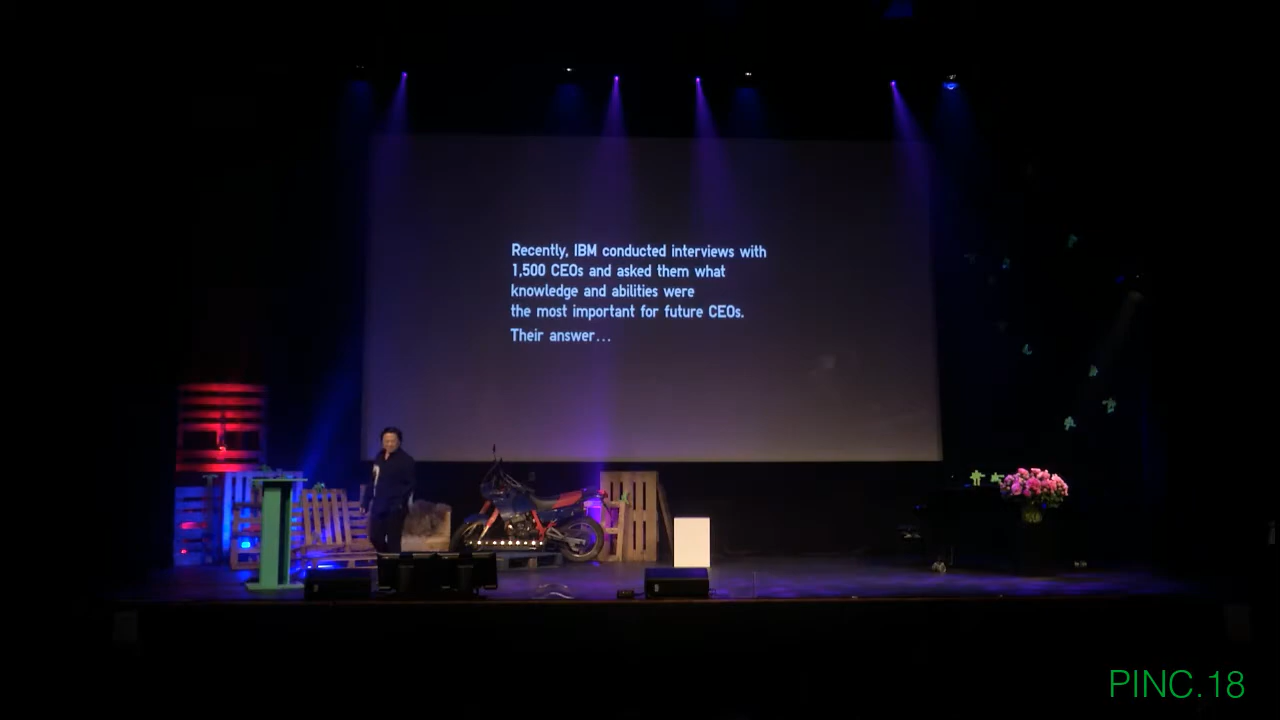 Recently, IBM conducted interviews with
1,500 CEOs and asked them what
knowledge and abilities were
the most important for future CEOs.
Their answer...
PINC.18